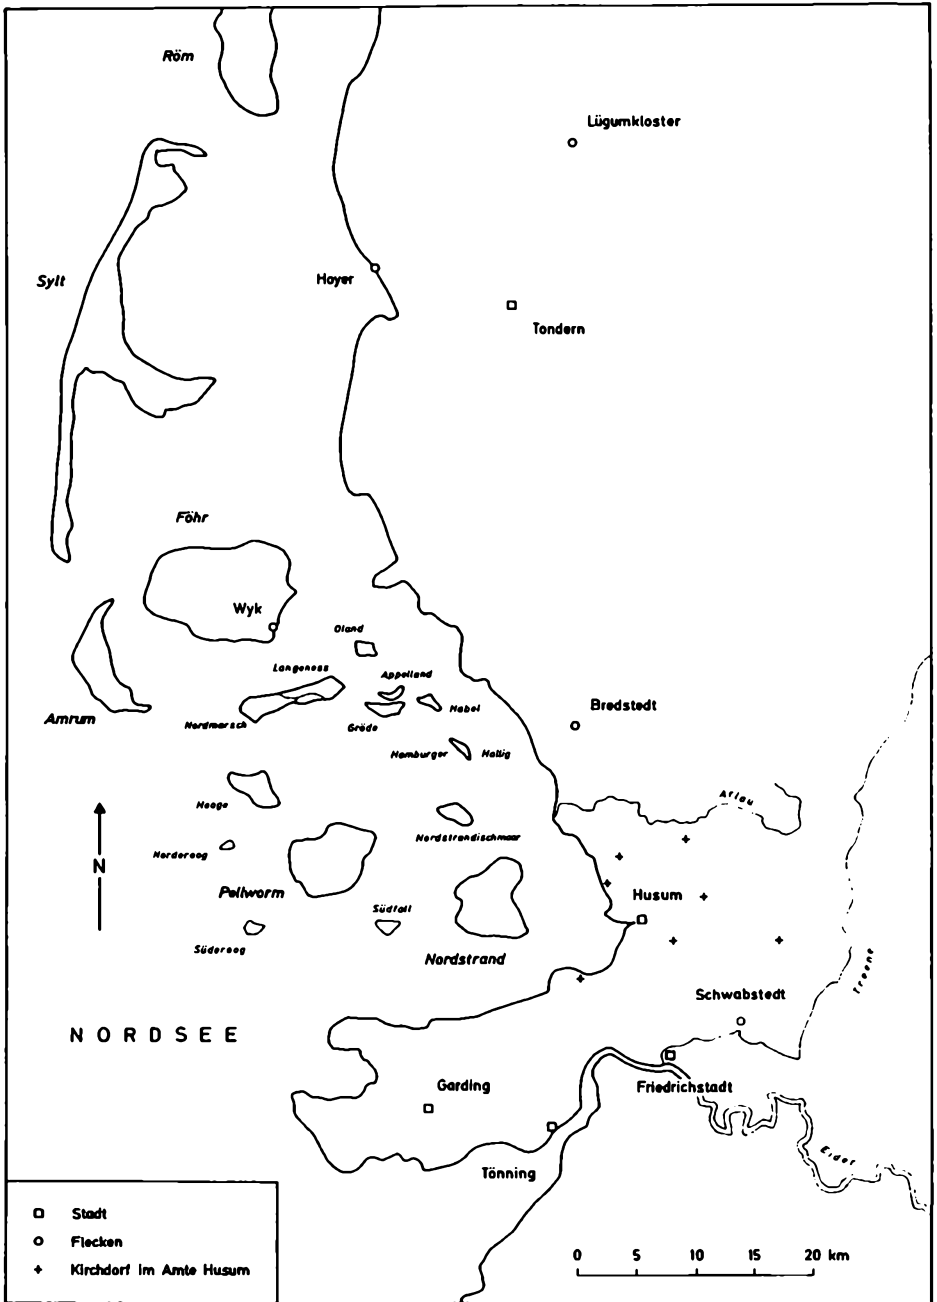 Röm
Lügumkloster
Sylt
Hoyer
Tondern
Föhr
Wyk
Oland
Langeness
Appelland
Nordmarsch
Gröde
Habel
Amrum
Bredstedt
Hamburger Hallig
Hooge
Arlau
Nordstrandischmoor
Norderoog
N
Pellworm
Husum
Südfall
Süderoog
Nordstrand
Treene
Schwabstedt
NORDSEE
Friedrichstadt
Garding
Tönning
Eider
Stadt
Flecken
Kirchdorf im Amte Husum
0 5 10 15 20 km